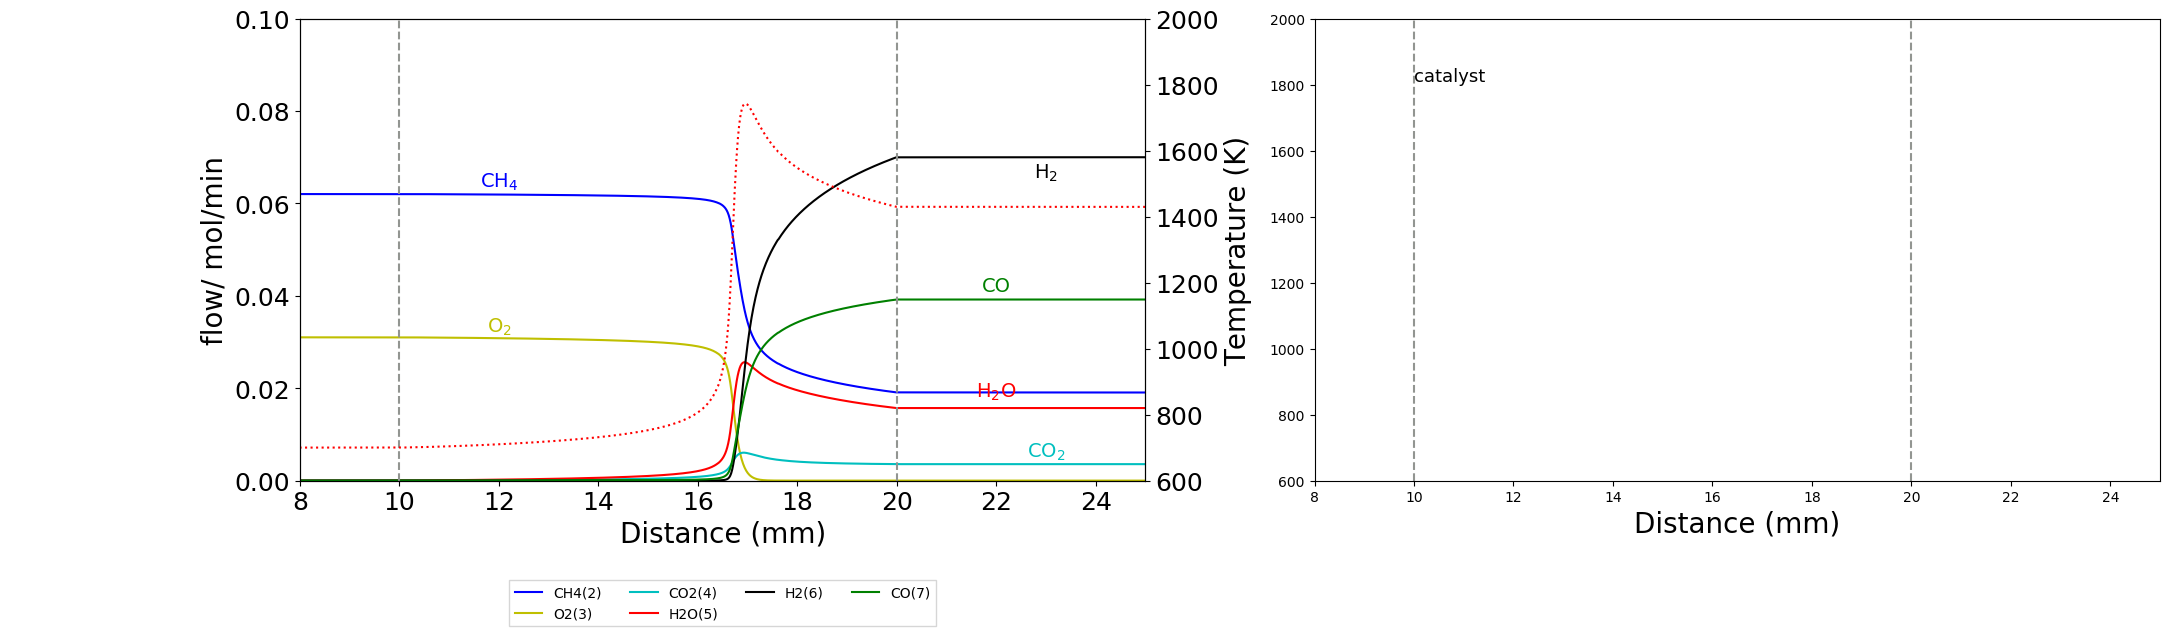 0.10
0.08
0.06
0.04
0.02
0.00
flow/ mol/min
8 10 12 14 16 18 20 22 24
Distance (mm)
CH4
O2
H2
CO
H2O
CO2
2000
1800
1600
1400
1200
1000
800
600
Temperature (K)
CH4(2) CO2(4) H2(6) CO(7)
O2(3) H2O(5)
2000
1800
1600
1400
1200
1000
800
600
catalyst
8 10 12 14 16 18 20 22 24
Distance (mm)